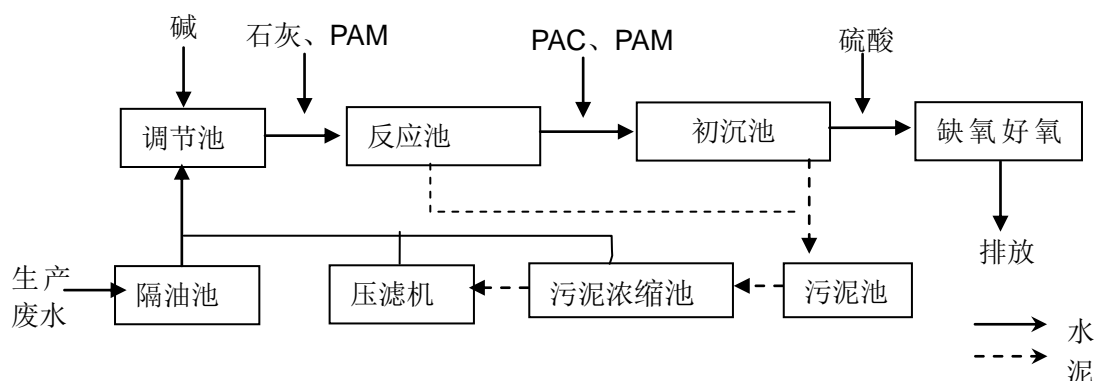 碱
石灰、PAM
PAC、PAM
硫酸
调节池
反应池
初沉池
缺氧好氧
排放
生产
废水
隔油池
压滤机
污泥浓缩池
污泥池
水
泥